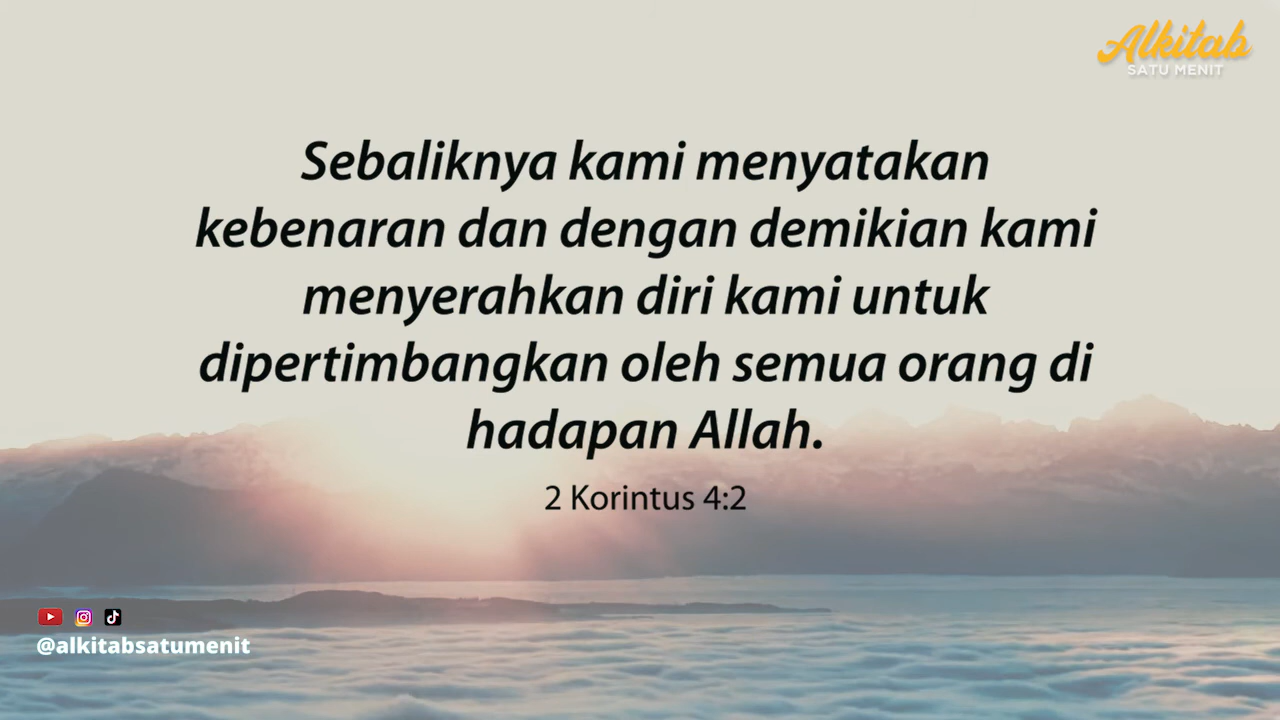 Alkitab
SATU MENIT
Sebaliknya kami menyatakan
kebenaran dan dengan demikian kami
menyerahkan diri kami untuk
dipertimbangkan oleh semua orang di
hadapan Allah.
2 Korintus 4:2
@alkitabsatumenit